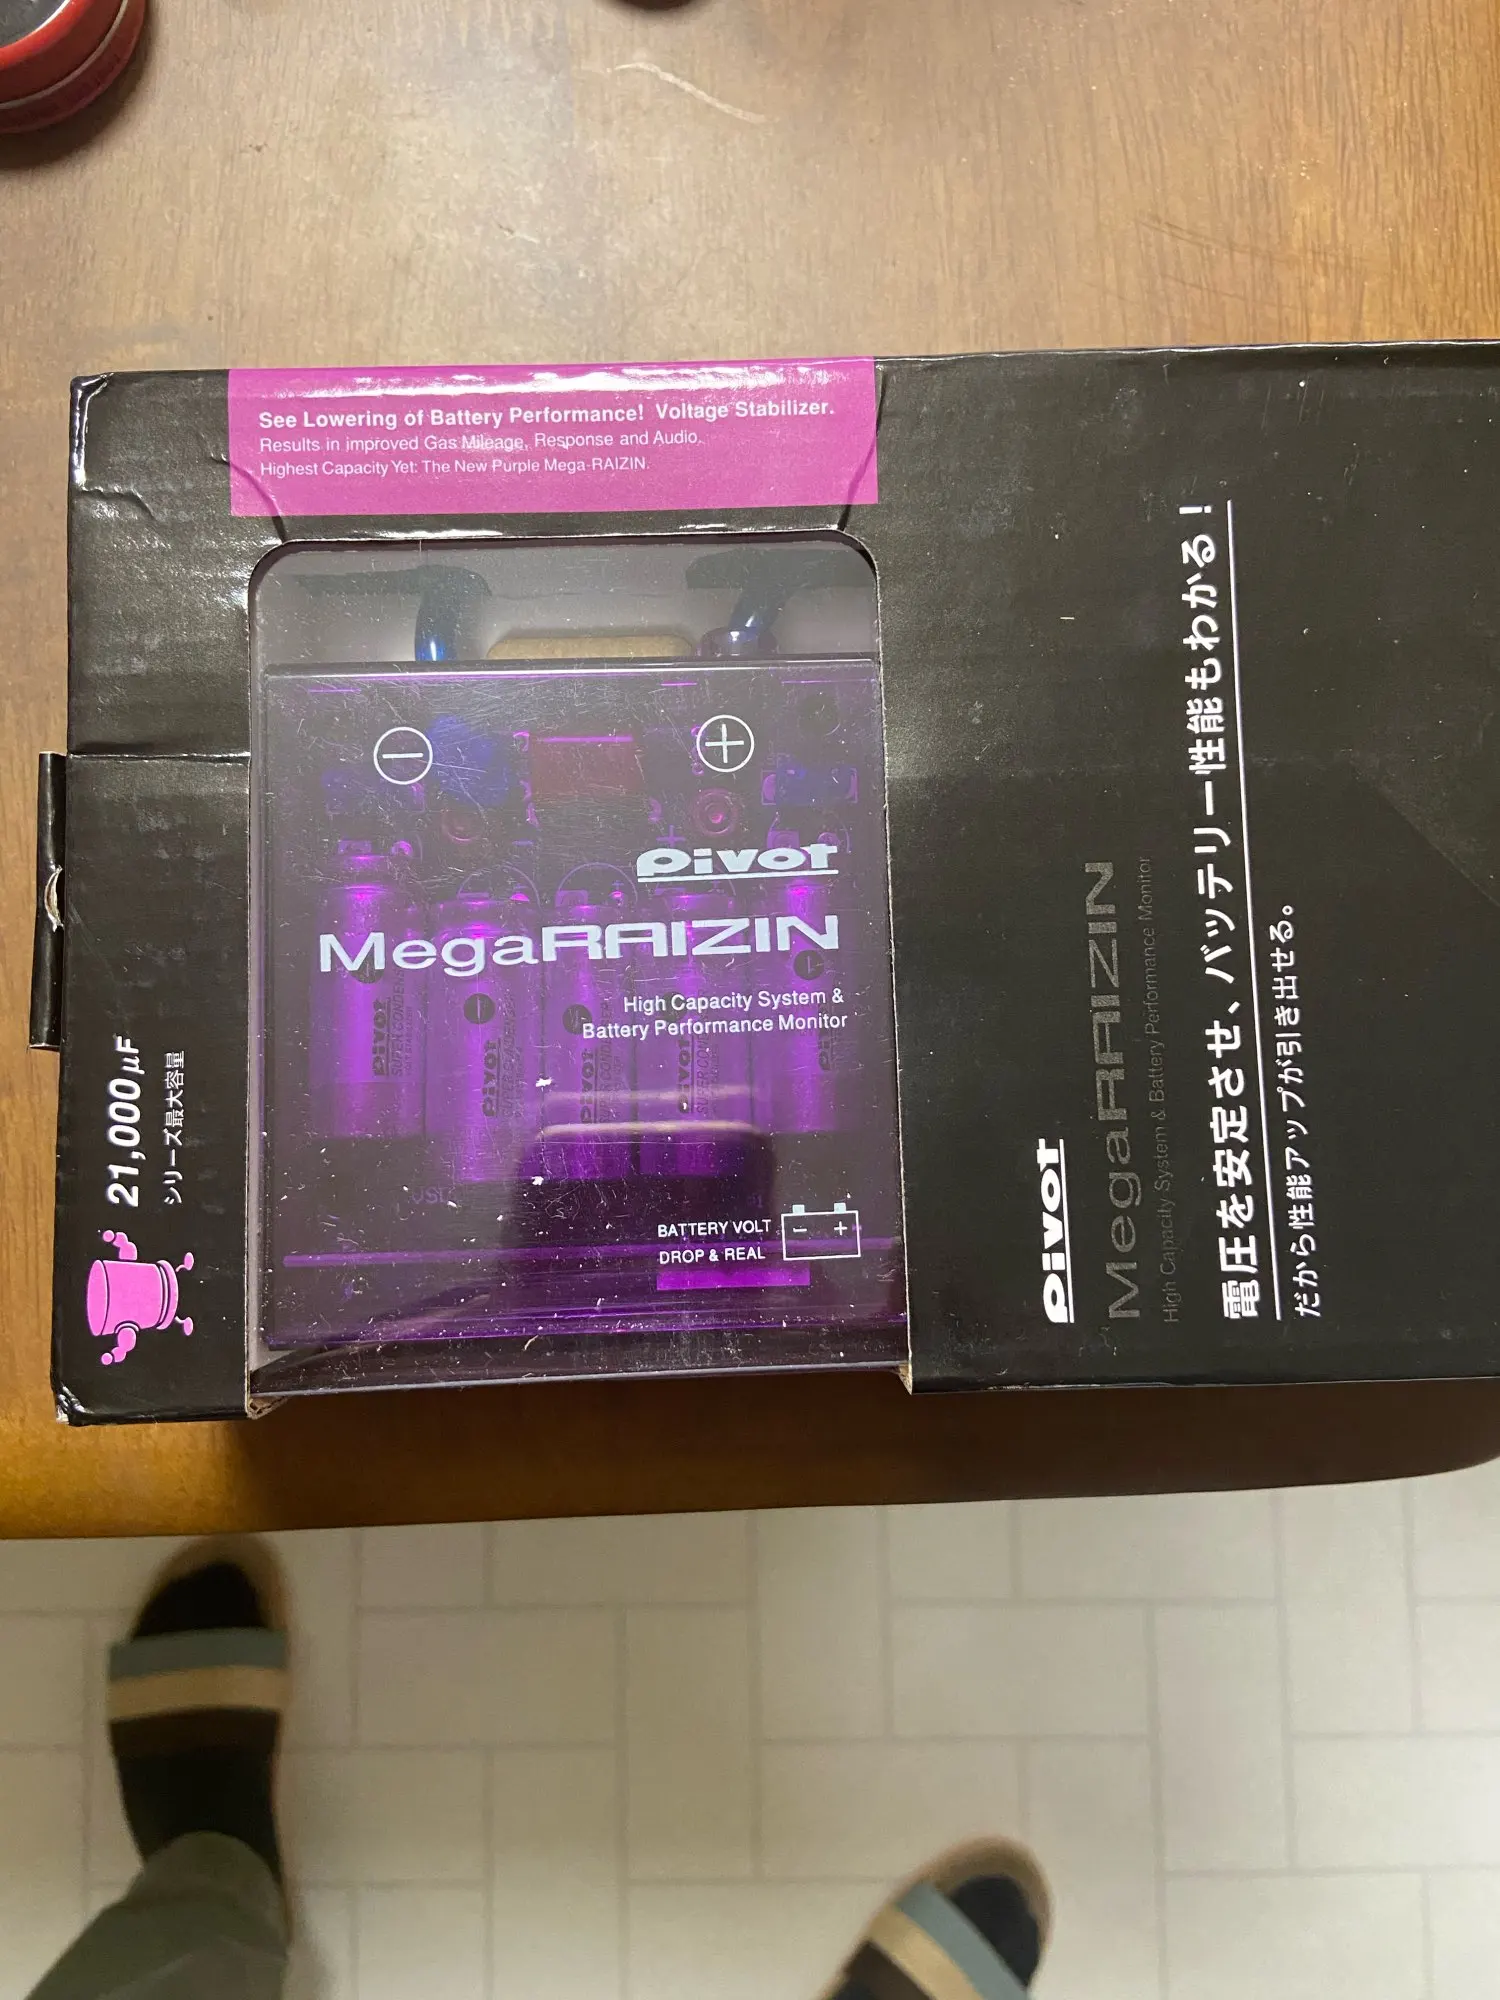 See Lowering of Battery Performance! Voltage Stabilizer.
Results in improved Gas Mileage, Response and Audio.
Highest Capacity Yet: The New Purple Mega-RAIZIN.
− +
Pivot
MegaRAIZIN
High Capacity System &
Battery Performance Monitor
Pivot
Pivot
Pivot
Pivot
BATTERY VOLT
DROP & REAL
− +
21,000μF
シリーズ最大容量
Pivot
MegaRAIZIN
High Capacity System & Battery Performance Monitor
電圧を安定させ、バッテリー性能もわかる!
だから性能アップが引き出せる。